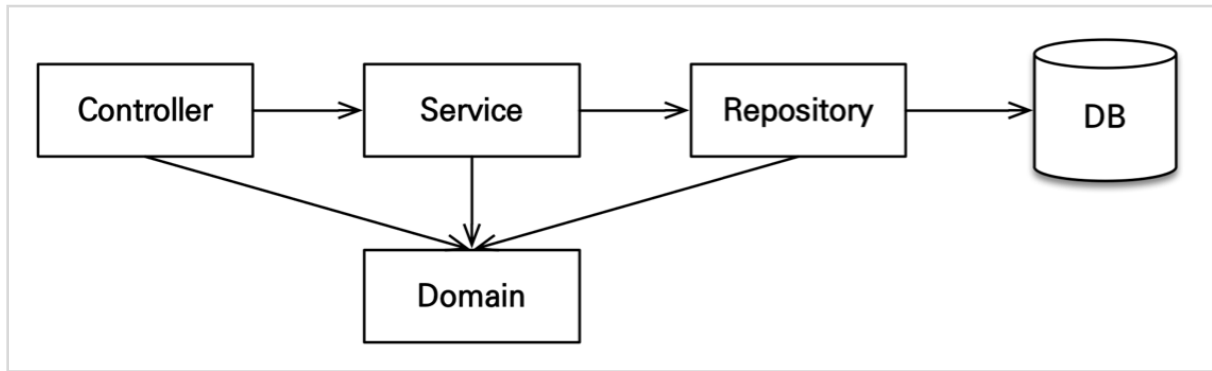 Controller
Service
Repository
DB
Domain